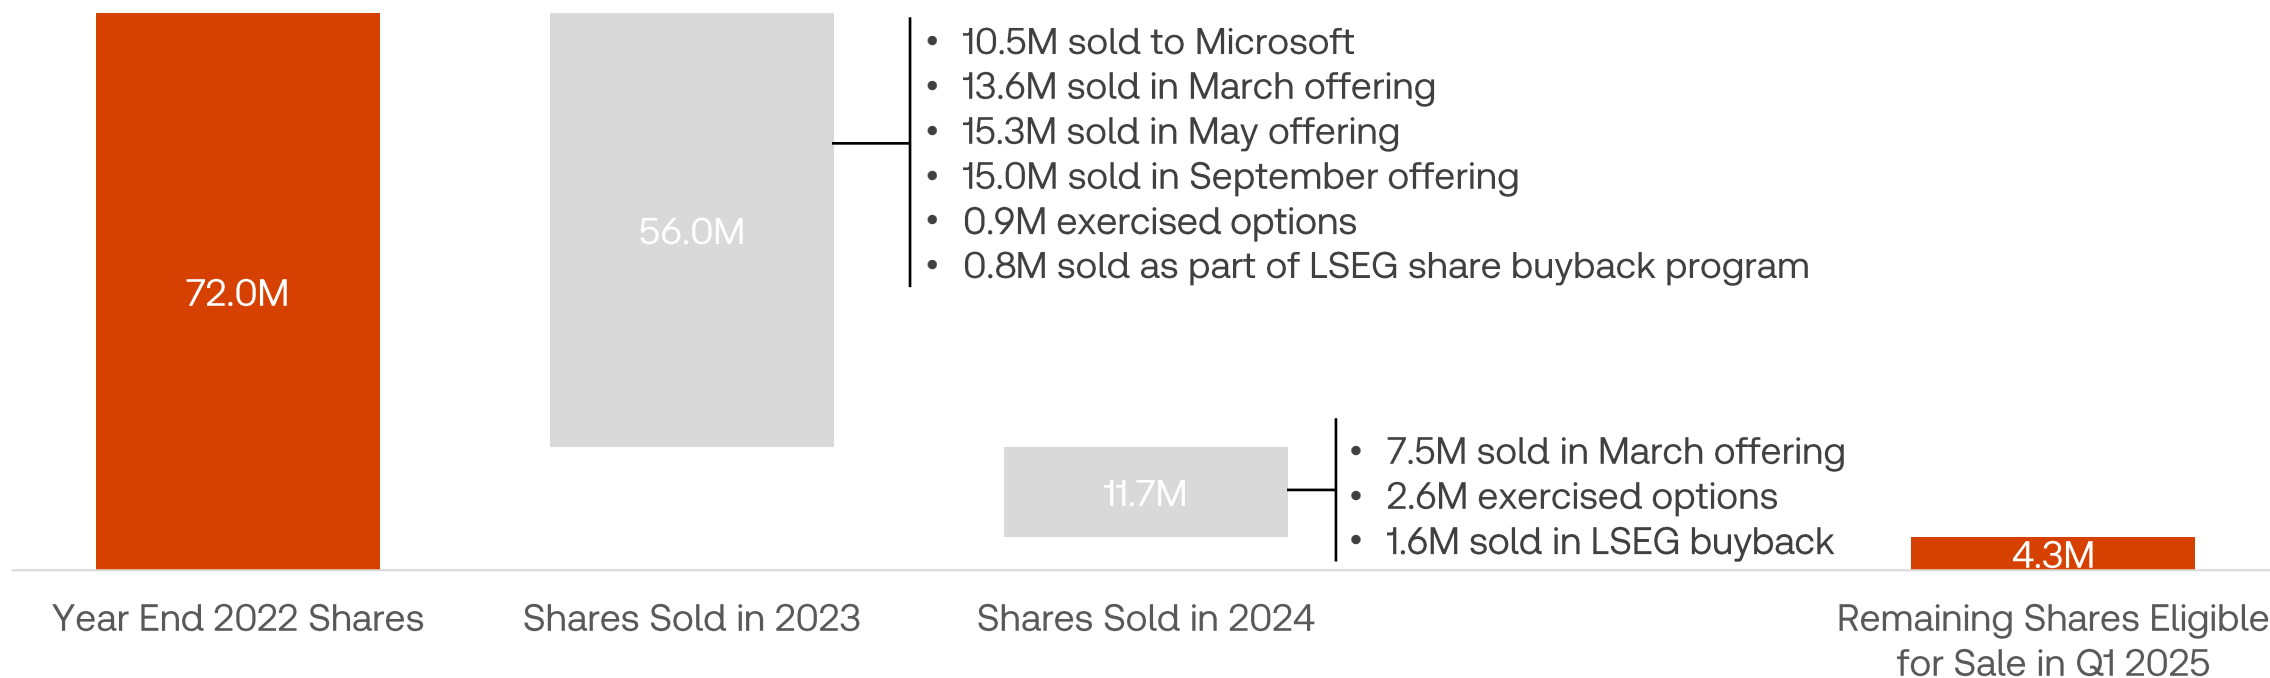 72.0M
Year End 2022 Shares
56.0M
Shares Sold in 2023
• 10.5M sold to Microsoft
• 13.6M sold in March offering
• 15.3M sold in May offering
• 15.0M sold in September offering
• 0.9M exercised options
• 0.8M sold as part of LSEG share buyback program
11.7M
Shares Sold in 2024
• 7.5M sold in March offering
• 2.6M exercised options
• 1.6M sold in LSEG buyback
4.3M
Remaining Shares Eligible
for Sale in Q1 2025